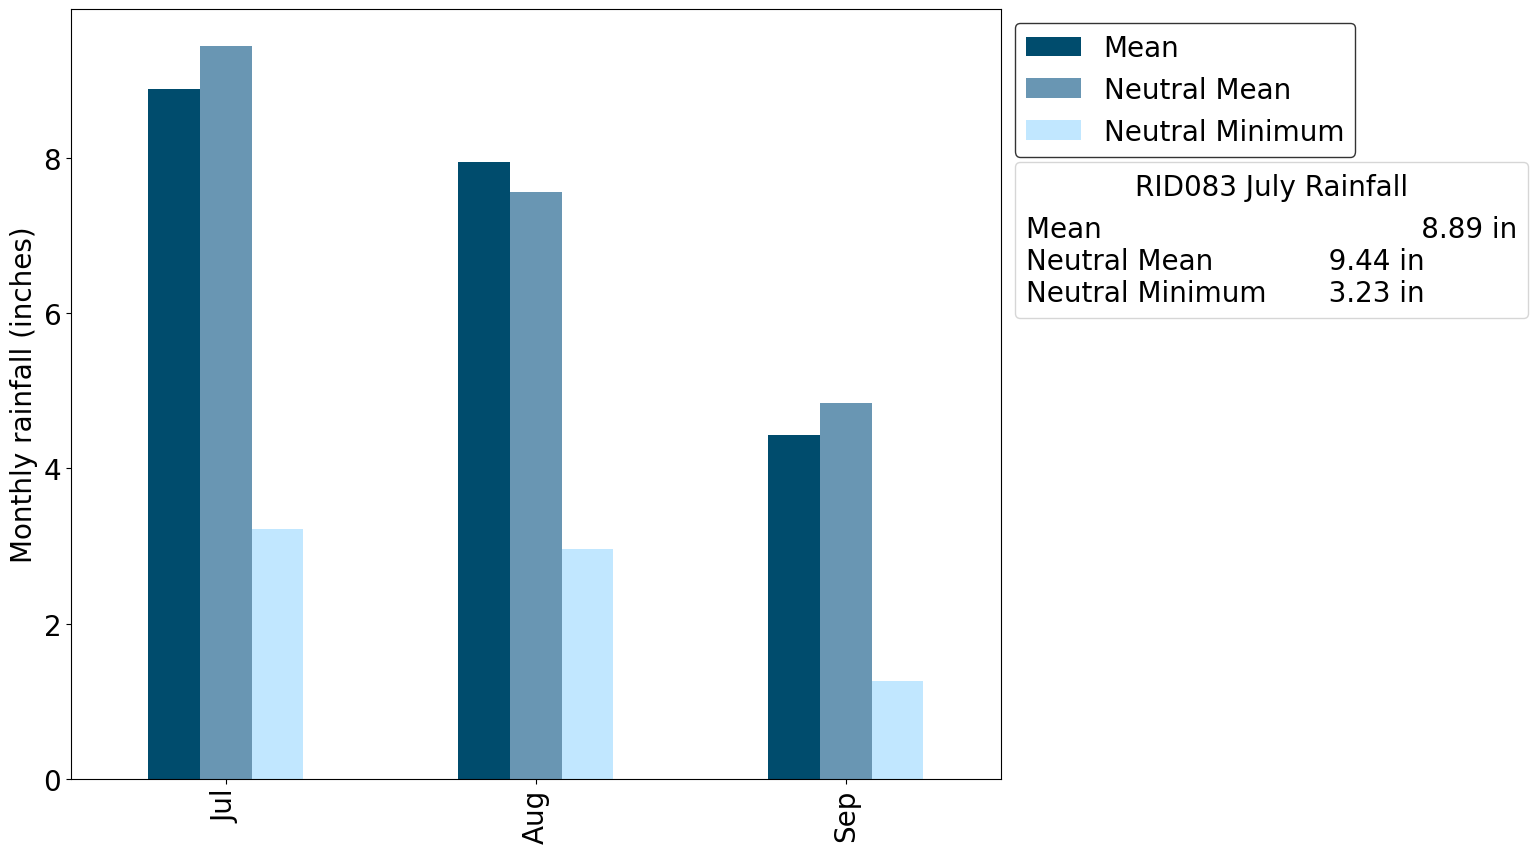 Monthly rainfall (inches)
8
6
4
2
0
Jul
Aug
Sep
Mean
Neutral Mean
Neutral Minimum
RID083 July Rainfall
Mean 8.89 in
Neutral Mean 9.44 in
Neutral Minimum 3.23 in